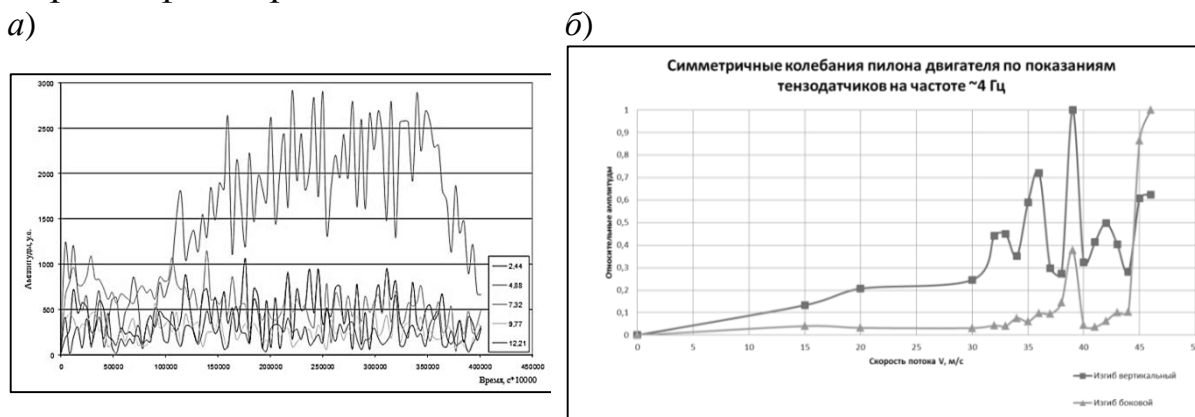 а)
б)
3000
2500
2000
1500
1000
500
0
Амплитуды, у.е.
0 50000 100000 150000 200000 250000 300000 350000 400000 450000
Время, с*10000
2,44
4,88
7,32
9,77
12,21
Симметричные колебания пилона двигателя по показаниям
тензодатчиков на частоте ~4 Гц
1
0,9
0,8
0,7
0,6
0,5
0,4
0,3
0,2
0,1
0
Относительные амплитуды
0 5 10 15 20 25 30 35 40 45 50
Скорость потока V, м/с
Изгиб вертикальный
Изгиб боковой